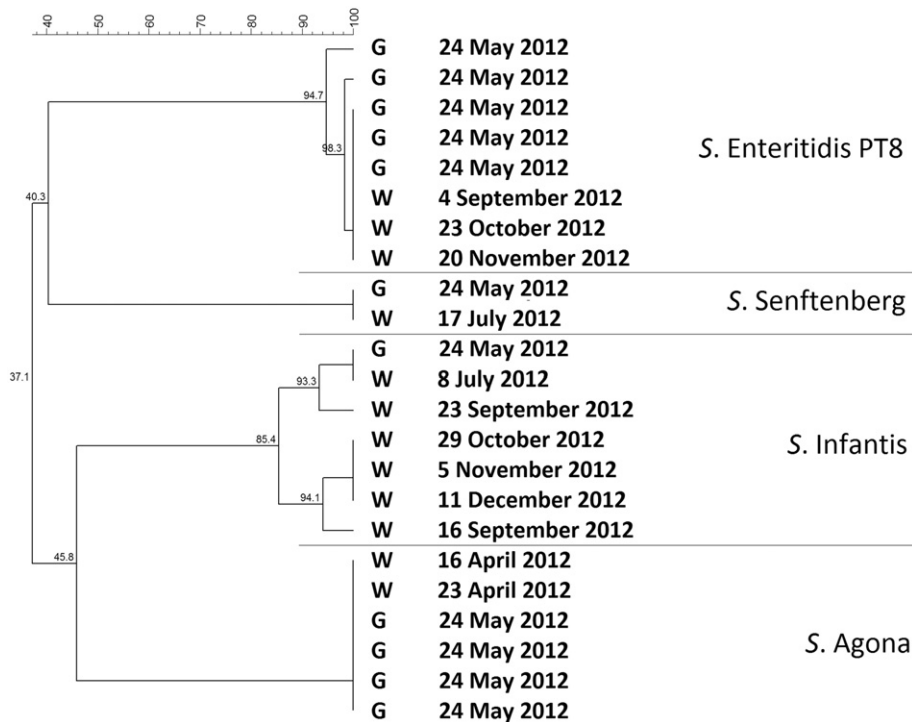 40 50 60 70 80 90 100
G 24 May 2012
G 24 May 2012
94.7 G 24 May 2012
G 24 May 2012
98.3 S. Enteritidis PT8
G 24 May 2012
40.3 W 4 September 2012
W 23 October 2012
W 20 November 2012
G 24 May 2012 S. Senftenberg
W 17 July 2012
G 24 May 2012
37.1 93.3 W 8 July 2012
W 23 September 2012
85.4 W 29 October 2012 S. Infantis
W 5 November 2012
94.1 W 11 December 2012
W 16 September 2012
45.8 W 16 April 2012
W 23 April 2012
G 24 May 2012
G 24 May 2012 S. Agona
G 24 May 2012
G 24 May 2012